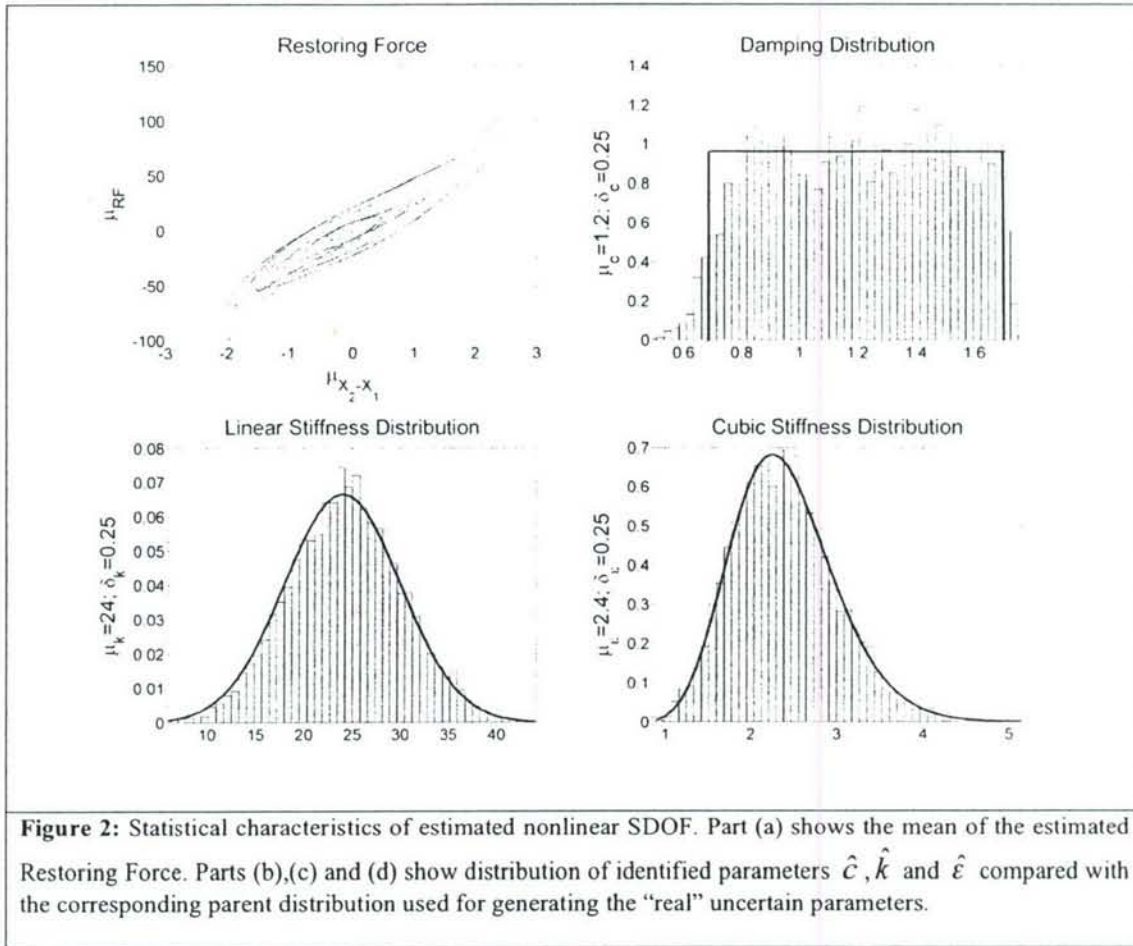 Restoring Force
150
100
50
0
-50
-100
μRF
-3 -2 -1 0 1 2 3
μX2-X1
Damping Distribution
1 4
1 2
1
0 8
0 6
0 4
0 2
0
μc=1.2; δc=0.25
0 6 0 8 1 1 2 1 4 1 6
Linear Stiffness Distribution
0 08
0 07
0 06
0 05
0 04
0 03
0 02
0 01
0
μk=24; δk=0.25
10 15 20 25 30 35 40
Cubic Stiffness Distribution
0.7
0.6
0.5
0.4
0.3
0.2
0.1
0
με=2.4; δε=0.25
1 2 3 4 5
Figure 2: Statistical characteristics of estimated nonlinear SDOF. Part (a) shows the mean of the estimated
Restoring Force. Parts (b),(c) and (d) show distribution of identified parameters ĉ , k̂ and ε̂ compared with
the corresponding parent distribution used for generating the “real” uncertain parameters.